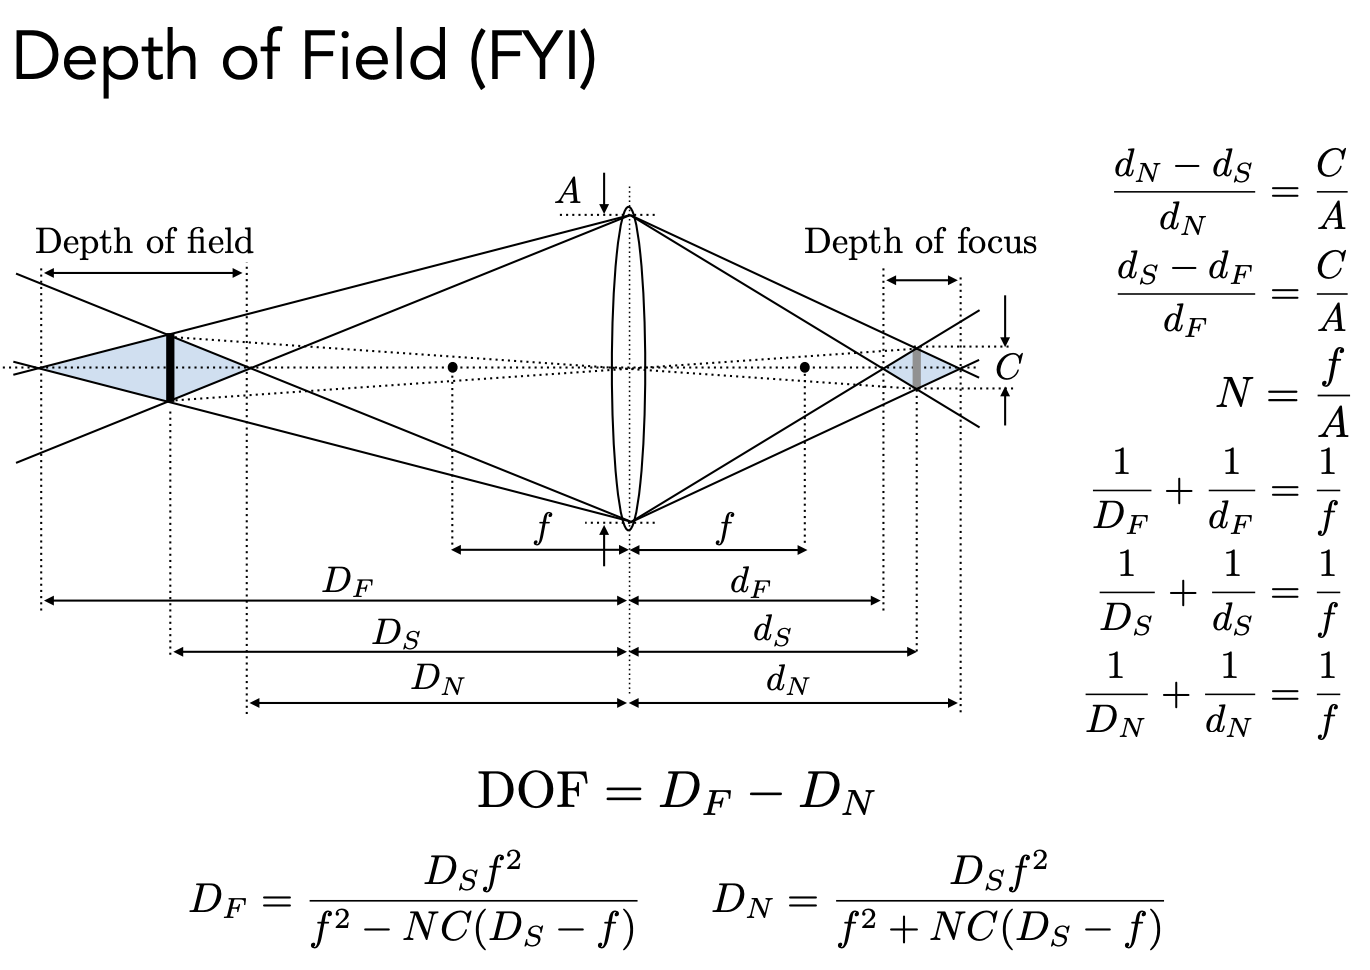 Depth of Field (FYI)
A
Depth of field
Depth of focus
C
f
f
D_F
d_F
D_S
d_S
D_N
d_N
\frac{d_N - d_S}{d_N} = \frac{C}{A}
\frac{d_S - d_F}{d_F} = \frac{C}{A}
N = \frac{f}{A}
\frac{1}{D_F} + \frac{1}{d_F} = \frac{1}{f}
\frac{1}{D_S} + \frac{1}{d_S} = \frac{1}{f}
\frac{1}{D_N} + \frac{1}{d_N} = \frac{1}{f}
DOF = D_F - D_N
D_F = \frac{D_S f^2}{f^2 - NC(D_S - f)}
D_N = \frac{D_S f^2}{f^2 + NC(D_S - f)}